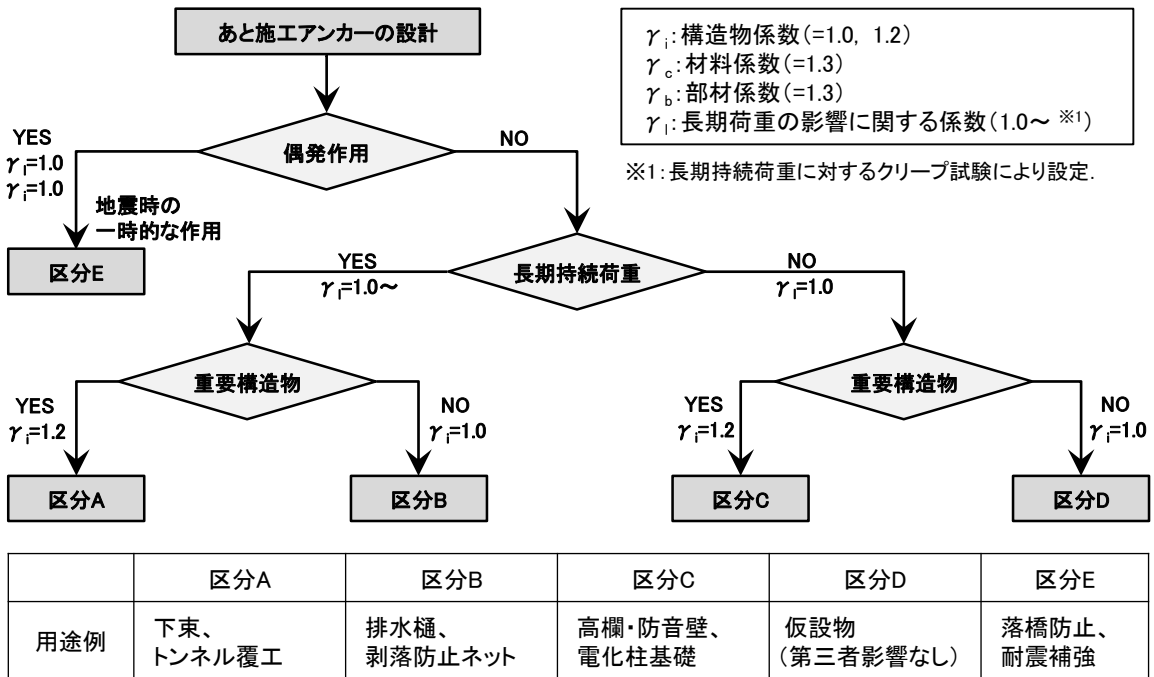 あと施工アンカーの設計
γi:構造物係数(=1.0, 1.2)
γc:材料係数(=1.3)
γb:部材係数(=1.3)
γl:長期荷重の影響に関する係数(1.0～ ※1)
※1:長期持続荷重に対するクリープ試験により設定.
偶発作用
YES
γl=1.0
γi=1.0
NO
地震時の
一時的な作用
区分E
長期持続荷重
YES
γl=1.0～
NO
γl=1.0
重要構造物
YES
γi=1.2
NO
γi=1.0
重要構造物
YES
γi=1.2
NO
γi=1.0
区分A
区分B
区分C
区分D
区分A 区分B 区分C 区分D 区分E
用途例
下束、
トンネル覆工
排水樋、
剥落防止ネット
高欄・防音壁、
電化柱基礎
仮設物
(第三者影響なし)
落橋防止、
耐震補強